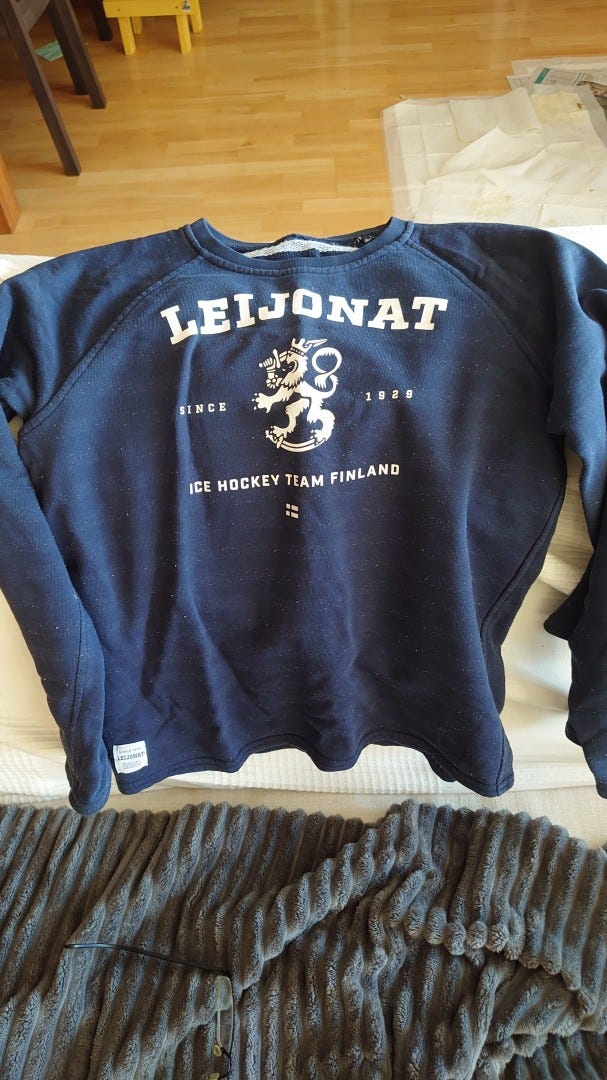 LEIJONAT
SINCE 1929
ICE HOCKEY TEAM FINLAND
LEIJONAT